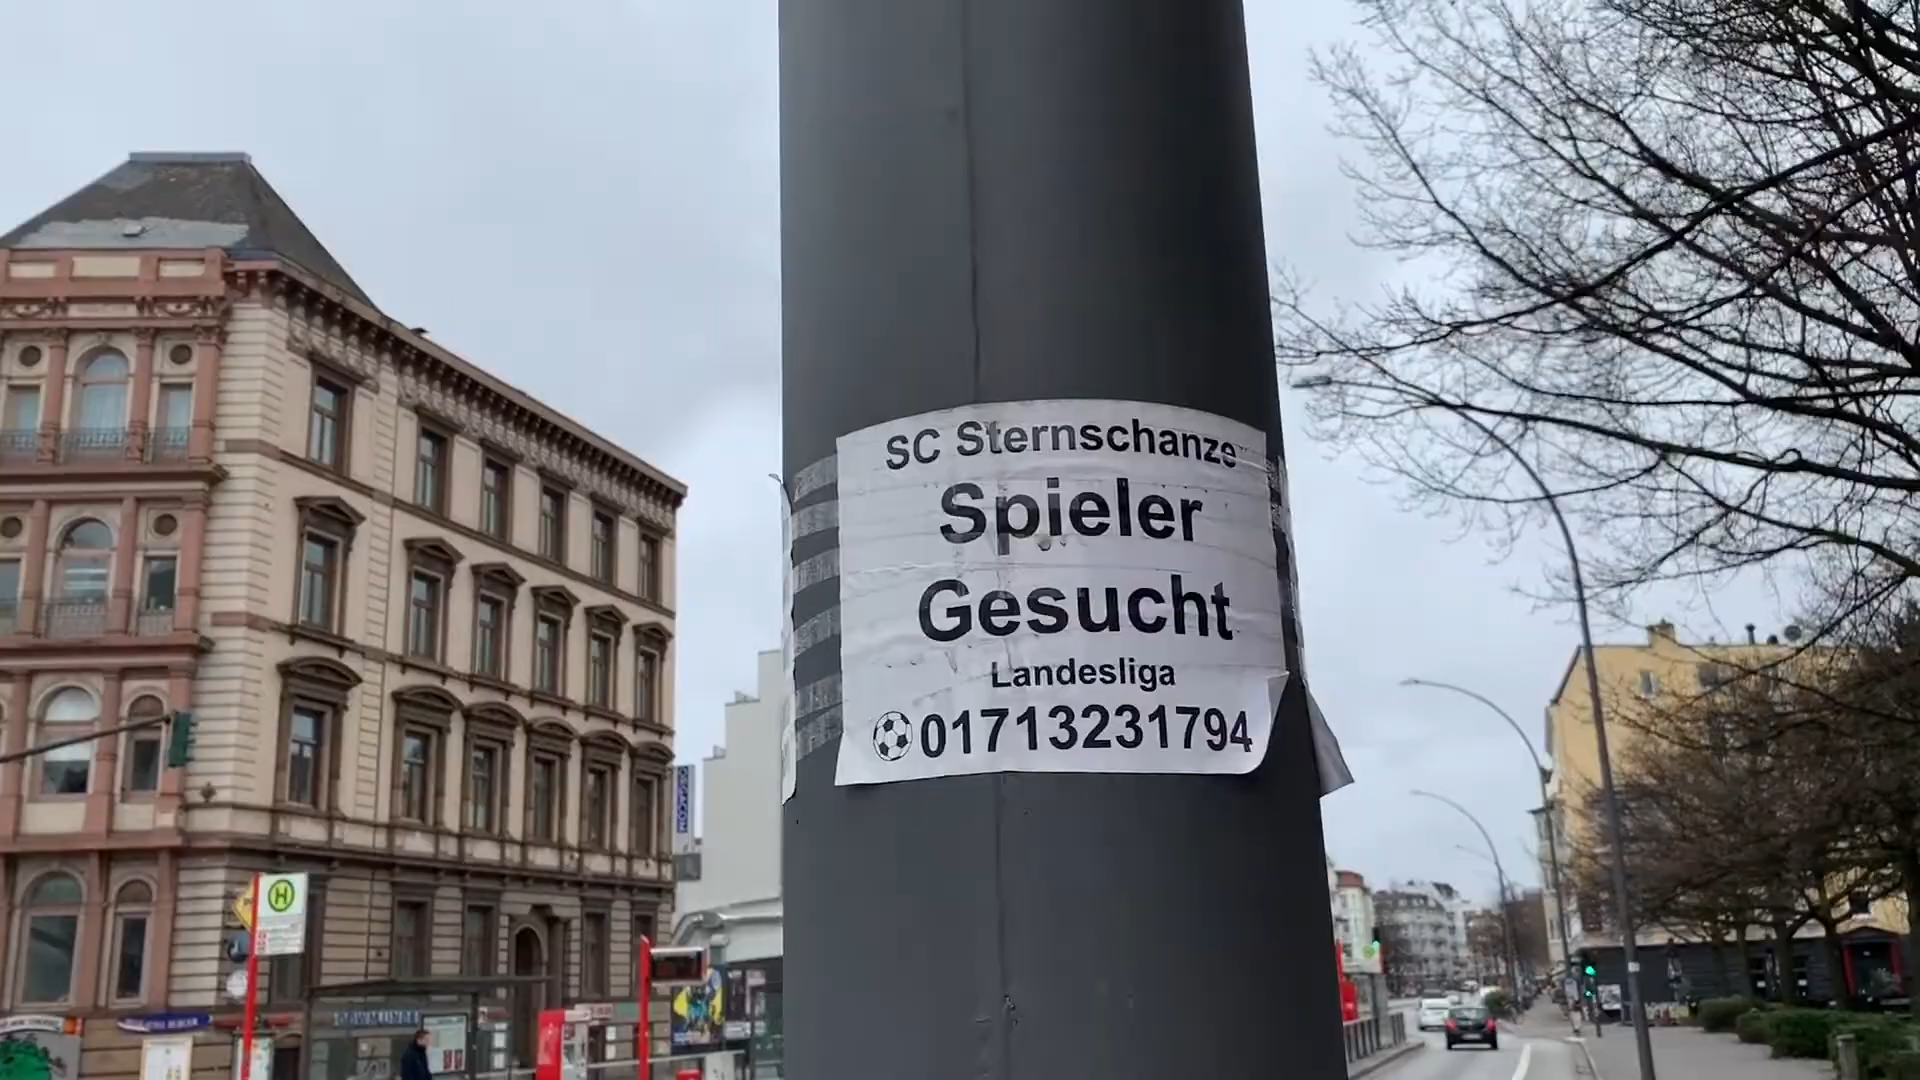 SC Sternschanze
Spieler
Gesucht
Landesliga
01713231794
H